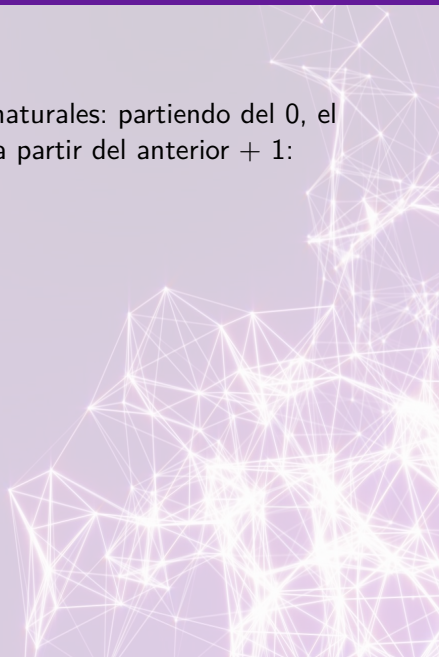 naturales: partiendo del 0, el
a partir del anterior + 1: